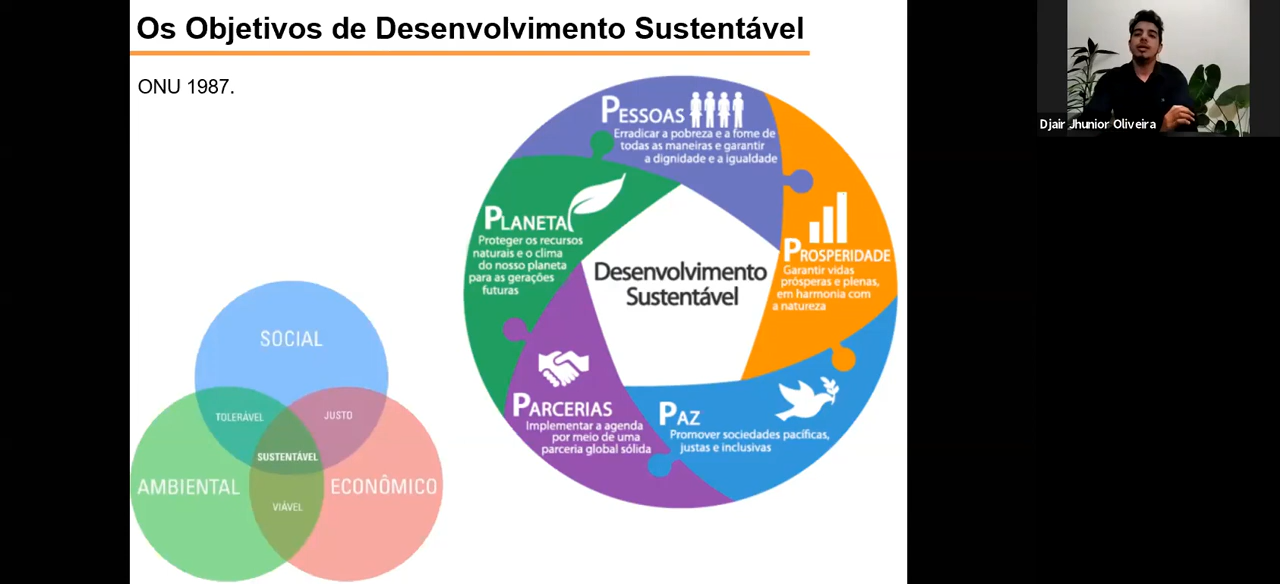 Os Objetivos de Desenvolvimento Sustentável
ONU 1987.
PESSOAS
Erradicar a pobreza e a fome de
todas as maneiras e garantir
a dignidade e a igualdade
PLANETA
Proteger os recursos
naturais e o clima
do nosso planeta
para as gerações
futuras
PROSPERIDADE
Garantir vidas
prósperas e plenas,
em harmonia com
a natureza
Desenvolvimento
Sustentável
PARCERIAS
Implementar a agenda
por meio de uma
parceria global sólida
PAZ
Promover sociedades pacíficas,
justas e inclusivas
SOCIAL
TOLERÁVEL
JUSTO
SUSTENTÁVEL
AMBIENTAL
ECONÔMICO
VIÁVEL
Djair Jhunior Oliveira